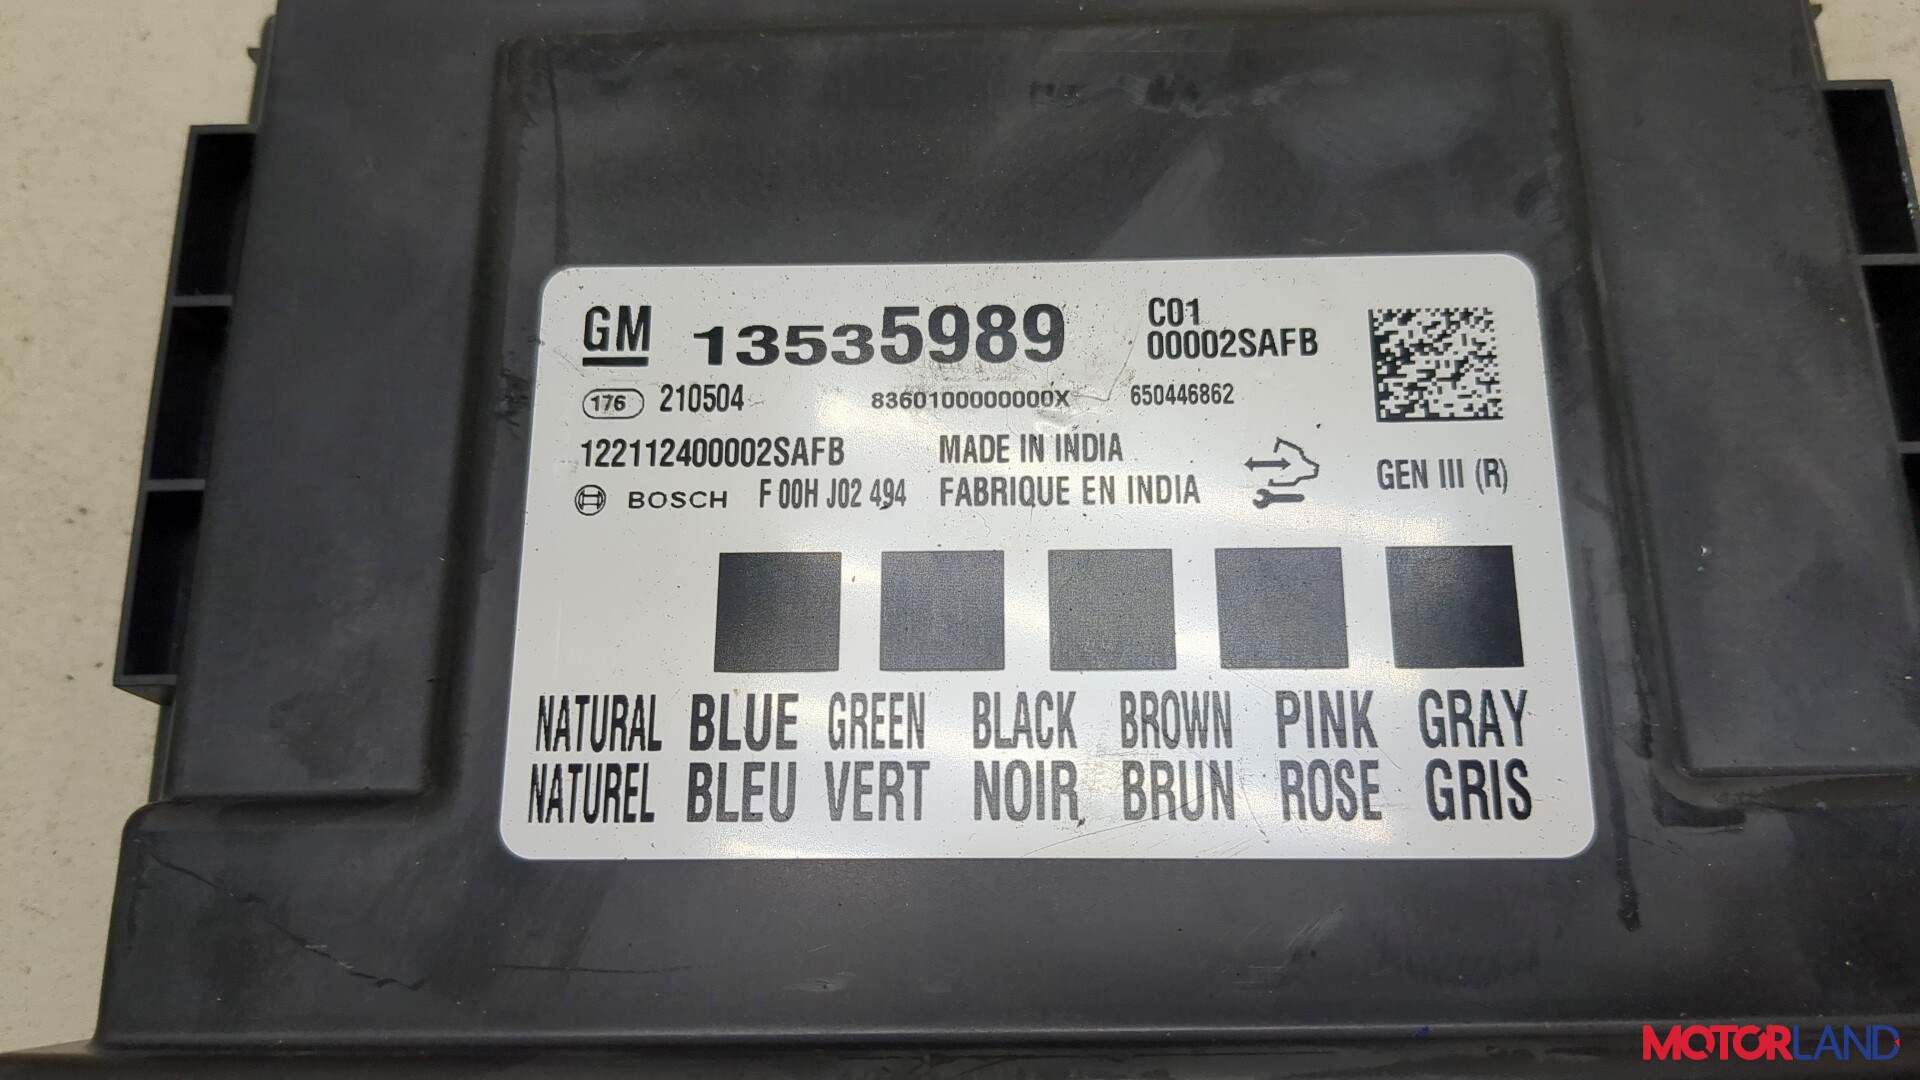 GM 13535989 C01
00002SAFB
176 210504 8360100000000X 650446862
122112400002SAFB MADE IN INDIA
BOSCH F 00H J02 494 FABRIQUE EN INDIA GEN III (R)
NATURAL BLUE GREEN BLACK BROWN PINK GRAY
NATUREL BLEU VERT NOIR BRUN ROSE GRIS
MOTORLAND